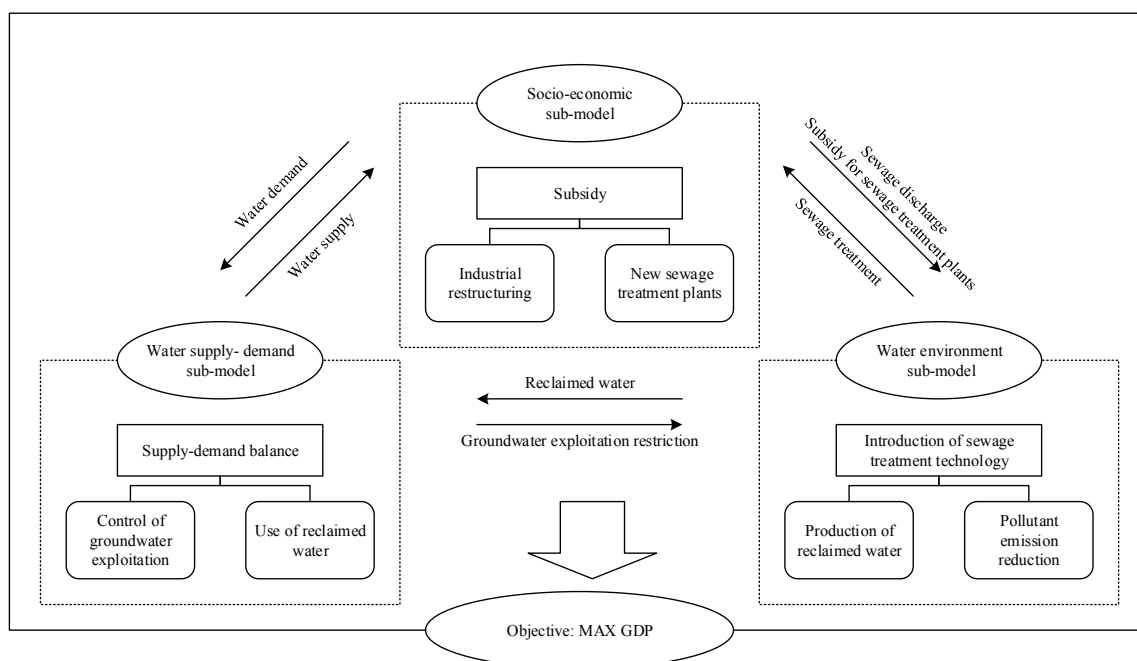 Socio-economic
sub-model
Subsidy
Industrial
restructuring
New sewage
treatment plants
Water demand
Water supply
Sewage discharge
Subsidy for sewage treatment plants
Sewage treatment
Water supply- demand
sub-model
Supply-demand balance
Control of
groundwater
exploitation
Use of reclaimed
water
Reclaimed water
Groundwater exploitation restriction
Water environment
sub-model
Introduction of sewage
treatment technology
Production of
reclaimed water
Pollutant
emission
reduction
Objective: MAX GDP